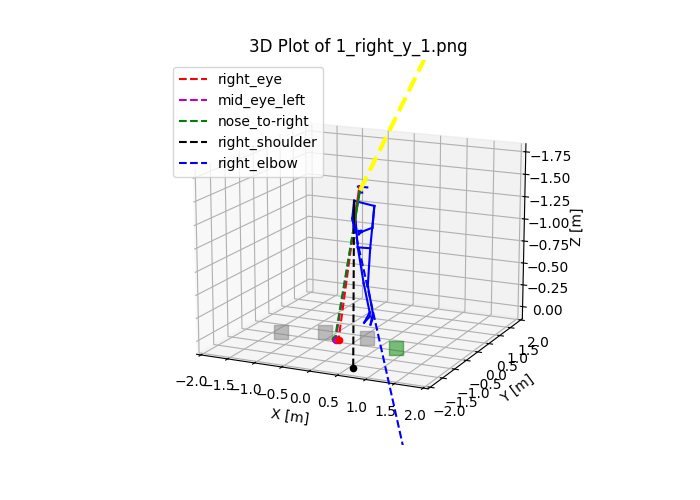 3D Plot of 1_right_y_1.png
right_eye
mid_eye_left
nose_to-right
right_shoulder
right_elbow
−1.75
−1.50
−1.25
−1.00
−0.75
−0.50
−0.25
0.00
Z [m]
−2.0
−1.5
−1.0
−0.5
0.0
0.5
1.0
1.5
2.0
X [m]
−2.0
−1.5
−1.0
−0.5
0.0
0.5
1.0
1.5
2.0
Y [m]